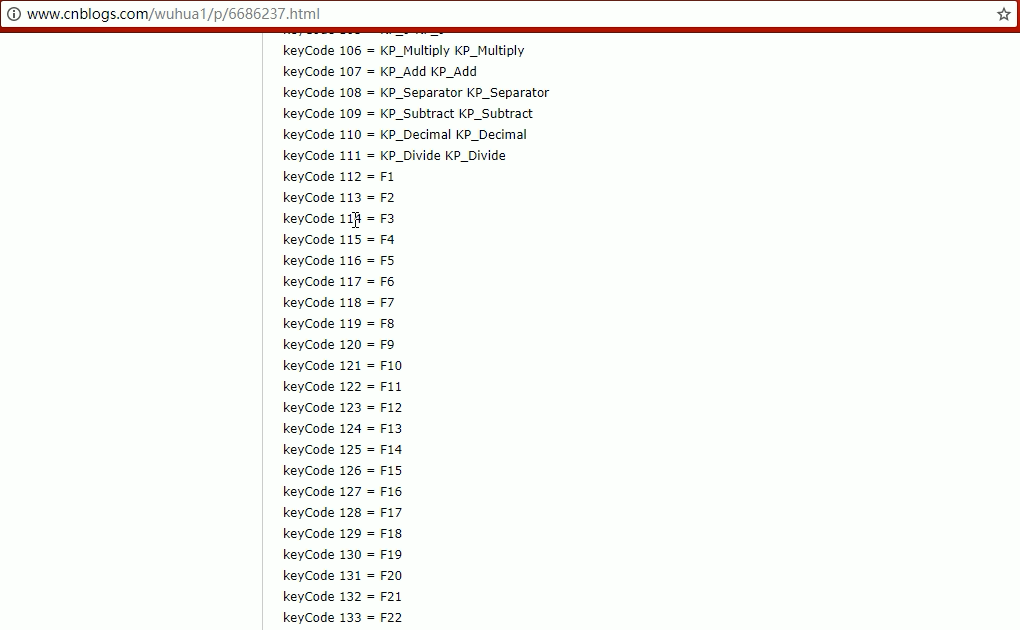 www.cnblogs.com/wuhua1/p/6686237.html
keyCode 106 = KP_Multiply KP_Multiply
keyCode 107 = KP_Add KP_Add
keyCode 108 = KP_Separator KP_Separator
keyCode 109 = KP_Subtract KP_Subtract
keyCode 110 = KP_Decimal KP_Decimal
keyCode 111 = KP_Divide KP_Divide
keyCode 112 = F1
keyCode 113 = F2
keyCode 114 = F3
keyCode 115 = F4
keyCode 116 = F5
keyCode 117 = F6
keyCode 118 = F7
keyCode 119 = F8
keyCode 120 = F9
keyCode 121 = F10
keyCode 122 = F11
keyCode 123 = F12
keyCode 124 = F13
keyCode 125 = F14
keyCode 126 = F15
keyCode 127 = F16
keyCode 128 = F17
keyCode 129 = F18
keyCode 130 = F19
keyCode 131 = F20
keyCode 132 = F21
keyCode 133 = F22